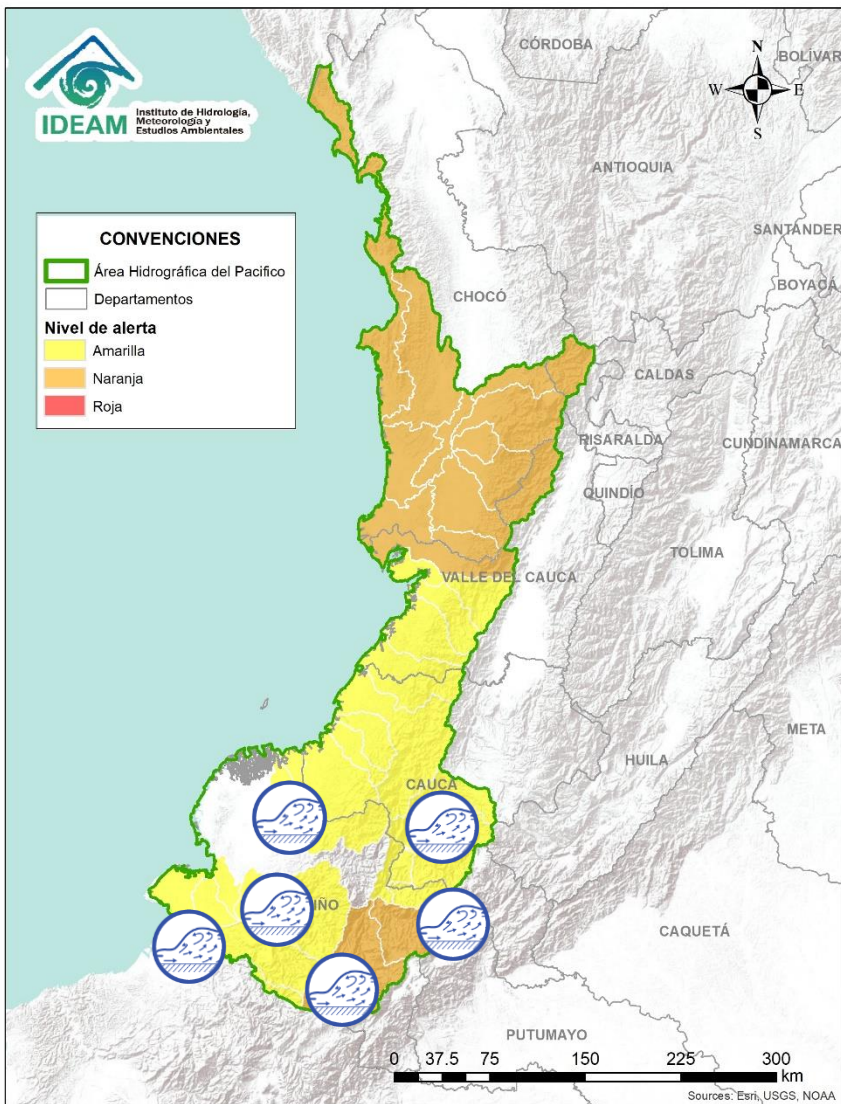 IDEAM
Instituto de Hidrología,
Meteorología y
Estudios Ambientales
N
W
E
S
CÓRDOBA
BOLÍVAR
ANTIOQUIA
SANTANDER
BOYACÁ
CHOCÓ
CALDAS
RISARALDA
CUNDINAMARCA
QUINDÍO
TOLIMA
VALLE DEL CAUCA
META
HUILA
CAUCA
IÑO
CAQUETÁ
PUTUMAYO
CONVENCIONES
Área Hidrográfica del Pacifico
Departamentos
Nivel de alerta
Amarilla
Naranja
Roja
0 37.5 75 150 225 300
km
Sources: Esri, USGS, NOAA